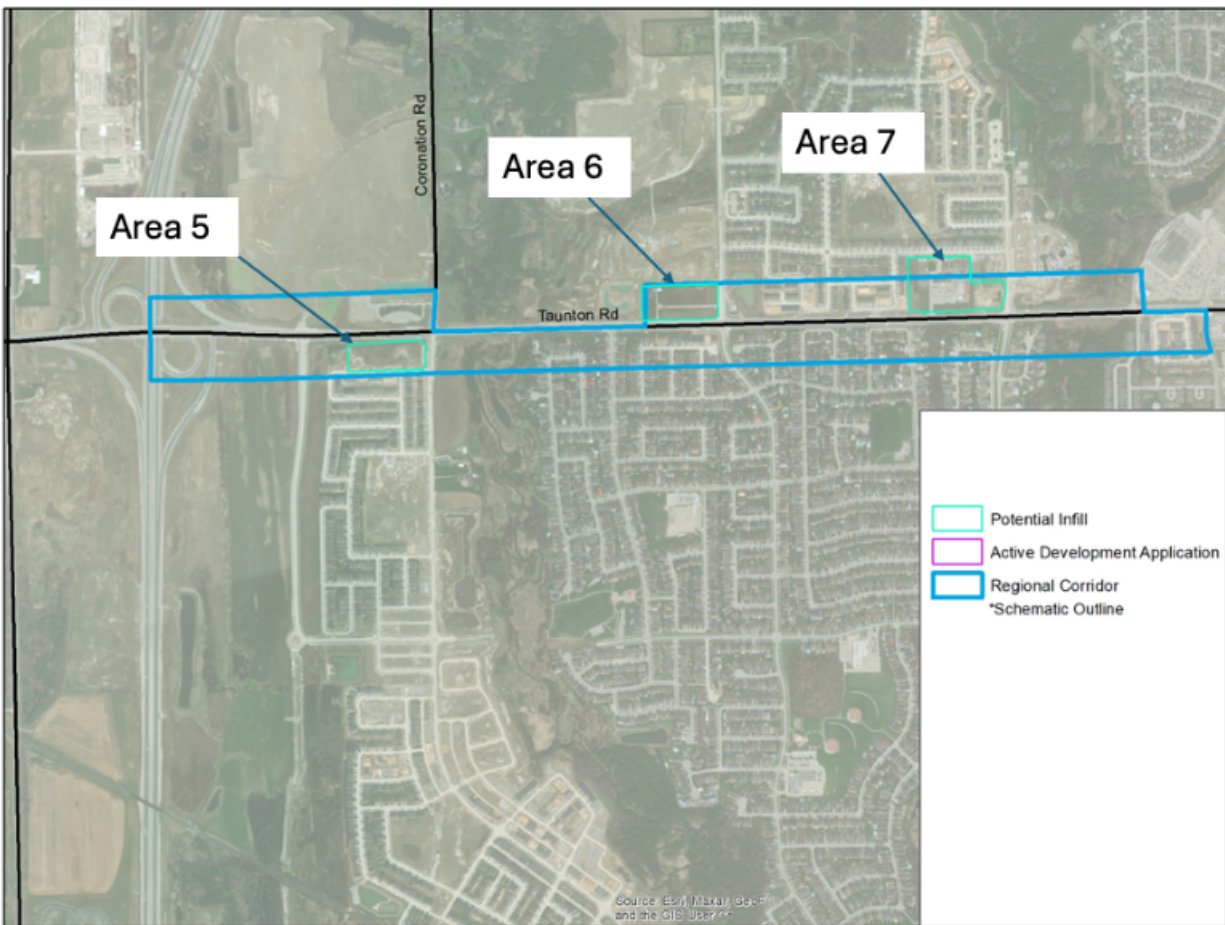 Coronation Rd
Area 7
Area 6
Area 5
Taunton Rd
Potential Infill
Active Development Application
Regional Corridor
*Schematic Outline
Source: Esri, Maxar,
and the GIS User